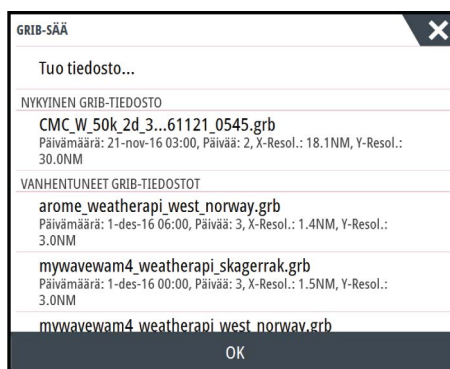 GRIB-SÄÄ
Tuo tiedosto...
NYKYINEN GRIB-TIEDOSTO
CMC_W_50k_2d_3...61121_0545.grb
Päivämäärä: 21-nov-16 03:00, Päivää: 2, X-Resol.: 18.1NM, Y-Resol.:
30.0NM
VANHENTUNEET GRIB-TIEDOSTOT
arome_weatherapi_west_norway.grb
Päivämäärä: 1-des-16 06:00, Päivää: 3, X-Resol.: 1.4NM, Y-Resol.:
3.0NM
mywavewam4_weatherapi_skagerrak.grb
Päivämäärä: 1-des-16 00:00, Päivää: 3, X-Resol.: 1.5NM, Y-Resol.:
3.0NM
mywavewam4_weatherapi_west_norway.grb
OK